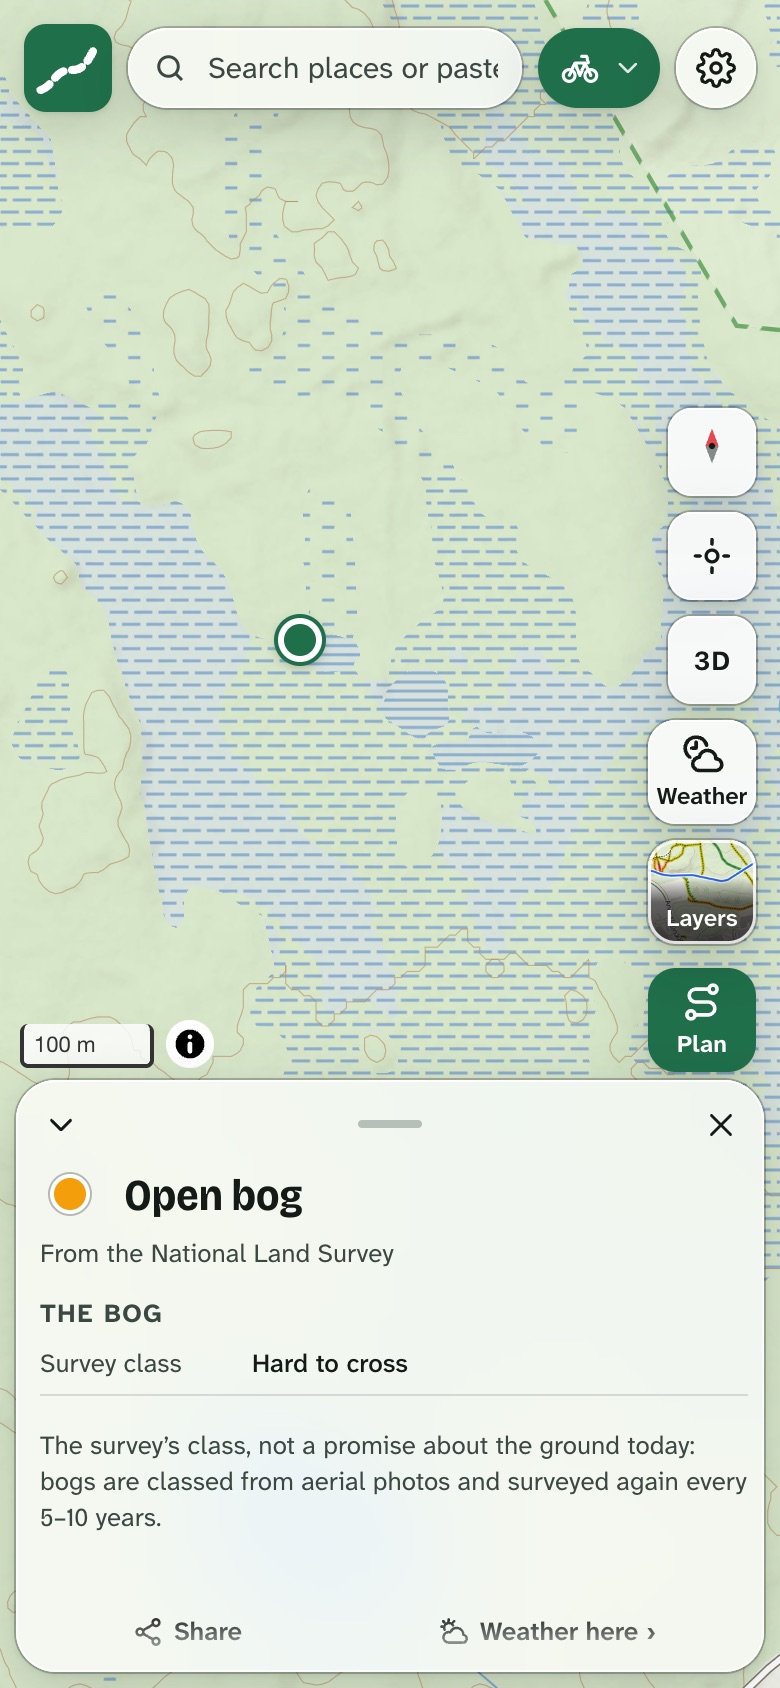 Search places or paste
3D
Weather
Layers
Plan
100 m
Open bog
From the National Land Survey
THE BOG
Survey class Hard to cross
The survey’s class, not a promise about the ground today:
bogs are classed from aerial photos and surveyed again every
5–10 years.
Share
Weather here ›